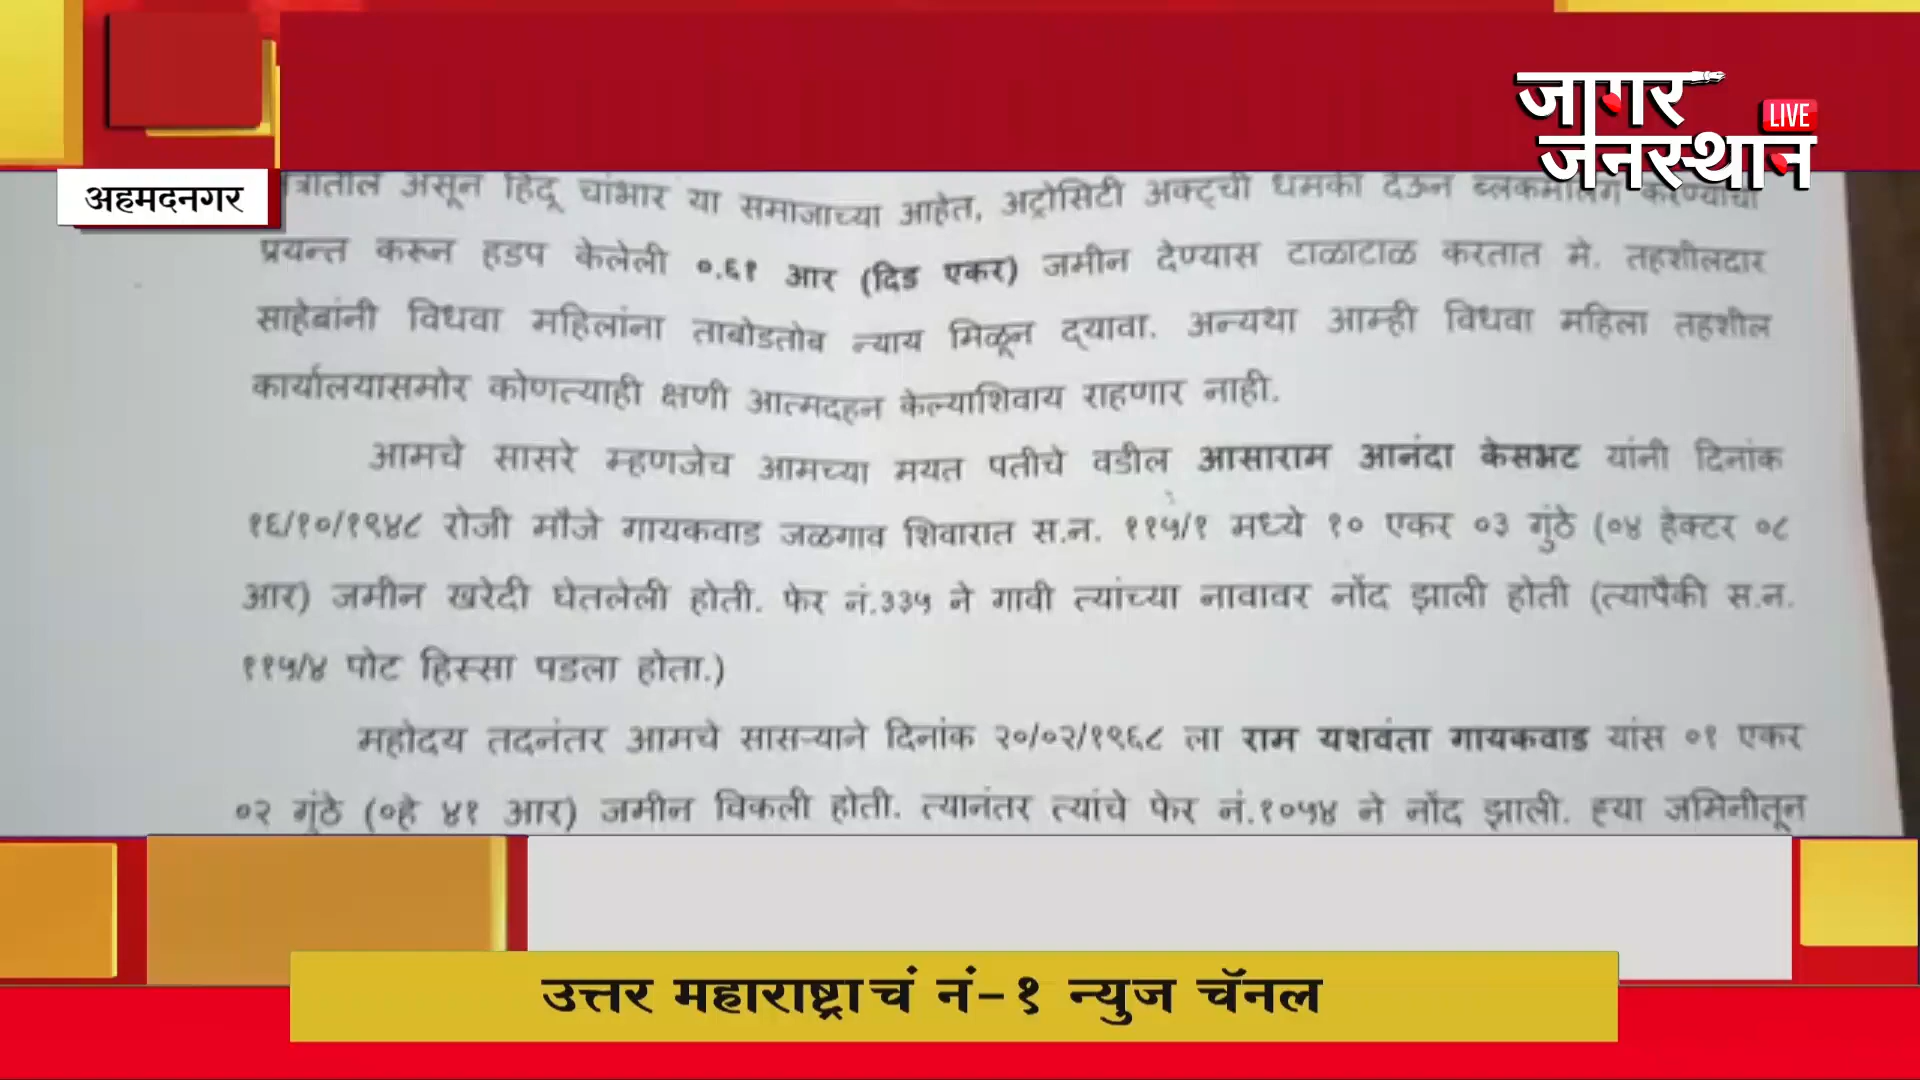 जागर
LIVE
जनस्थान
अहमदनगर
असून हिंदू चांभार या समाजाच्या आहेत, अट्रोसिटी अक्ट्ची धमकी देऊन ब्लॅकमेलिंग करण्याचा
प्रयन्त करून हडप केलेली ०.६१ आर (दिड एकर) जमीन देण्यास टाळाटाळ करतात मे. तहशीलदार
साहेबांनी विधवा महिलांना ताबोडतोब न्याय मिळून द्यावा. अन्यथा आम्ही विधवा महिला तहशील
कार्यालयासमोर कोणत्याही क्षणी आत्मदहन केल्याशिवाय राहणार नाही.
आमचे सासरे म्हणजेच आमच्या मयत पतीचे वडील आसाराम आनंदा केसभट यांनी दिनांक
१६/१०/१९४८ रोजी मौजे गायकवाड जळगाव शिवारात स.न. ११५/१ मध्ये १० एकर ०३ गुंठे (०४ हेक्टर ०८
आर) जमीन खरेदी घेतलेली होती. फेर नं.३३५ ने गावी त्यांच्या नावावर नोंद झाली होती (त्यापैकी स.न.
११५/४ पोट हिस्सा पडला होता.)
महोदय तदनंतर आमचे सासऱ्याने दिनांक २०/०२/१९६८ ला राम यशवंता गायकवाड यांस ०१ एकर
०२ गुंठे (०हे ४१ आर) जमीन विकली होती. त्यानंतर त्यांचे फेर नं.१०५४ ने नोंद झाली. ह्या जमिनीतून
उत्तर महाराष्ट्राचं नं-१ न्युज चॅनल